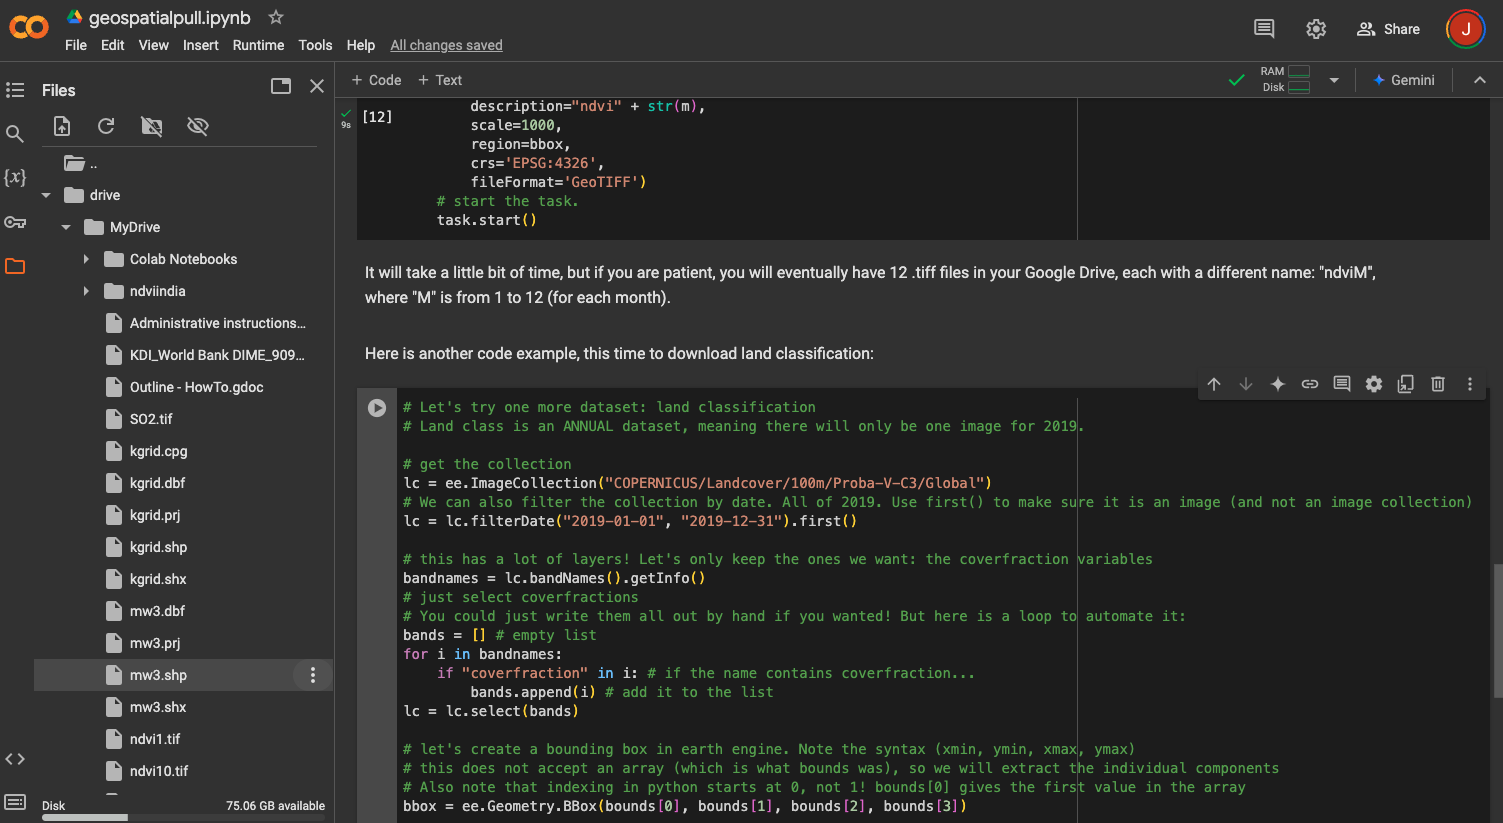 geospatialpull.ipynb
File Edit View Insert Runtime Tools Help All changes saved
Share
J
Files
+ Code + Text
RAM
Disk
Gemini
..
drive
MyDrive
Colab Notebooks
ndviindia
Administrative instructions...
KDI_World Bank DIME_909...
Outline - HowTo.gdoc
SO2.tif
kgrid.cpg
kgrid.dbf
kgrid.prj
kgrid.shp
kgrid.shx
mw3.dbf
mw3.prj
mw3.shp
mw3.shx
ndvi1.tif
ndvi10.tif
Disk 75.06 GB available
{x}
9s
[12]
description="ndvi" + str(m),
scale=1000,
region=bbox,
crs='EPSG:4326',
fileFormat='GeoTIFF')
# start the task.
task.start()
It will take a little bit of time, but if you are patient, you will eventually have 12 .tiff files in your Google Drive, each with a different name: "ndviM",
where "M" is from 1 to 12 (for each month).
Here is another code example, this time to download land classification:
# Let's try one more dataset: land classification
# Land class is an ANNUAL dataset, meaning there will only be one image for 2019.
# get the collection
lc = ee.ImageCollection("COPERNICUS/Landcover/100m/Proba-V-C3/Global")
# We can also filter the collection by date. All of 2019. Use first() to make sure it is an image (and not an image collection)
lc = lc.filterDate("2019-01-01", "2019-12-31").first()
# this has a lot of layers! Let's only keep the ones we want: the coverfraction variables
bandnames = lc.bandNames().getInfo()
# just select coverfractions
# You could just write them all out by hand if you wanted! But here is a loop to automate it:
bands = [] # empty list
for i in bandnames:
if "coverfraction" in i: # if the name contains coverfraction...
bands.append(i) # add it to the list
lc = lc.select(bands)
# let's create a bounding box in earth engine. Note the syntax (xmin, ymin, xmax, ymax)
# this does not accept an array (which is what bounds was), so we will extract the individual components
# Also note that indexing in python starts at 0, not 1! bounds[0] gives the first value in the array
bbox = ee.Geometry.BBox(bounds[0], bounds[1], bounds[2], bounds[3])